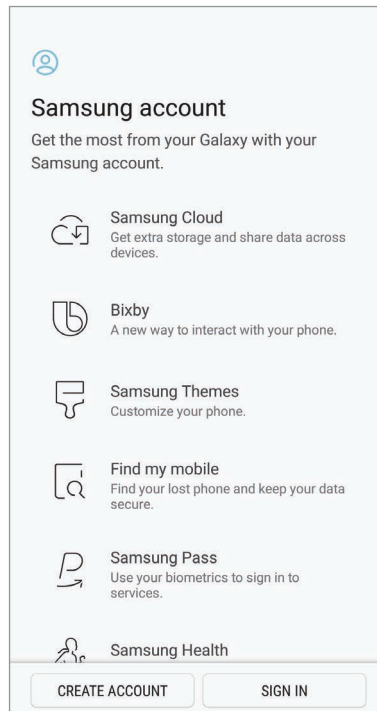 Samsung account
Get the most from your Galaxy with your
Samsung account.
Samsung Cloud
Get extra storage and share data across
devices.
Bixby
A new way to interact with your phone.
Samsung Themes
Customize your phone.
Find my mobile
Find your lost phone and keep your data
secure.
Samsung Pass
Use your biometrics to sign in to
services.
Samsung Health
CREATE ACCOUNT
SIGN IN